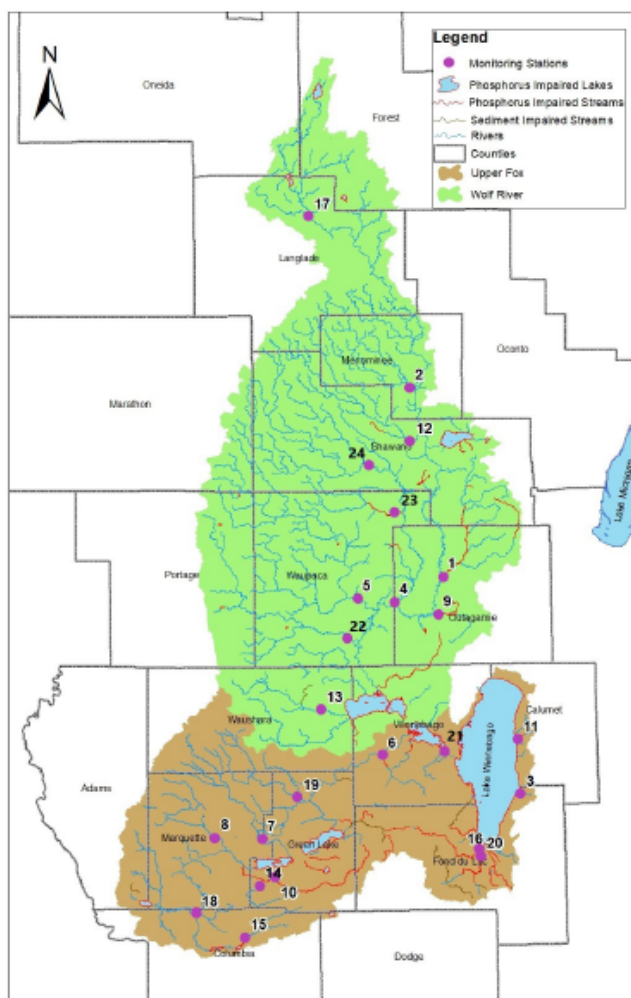 Legend
Monitoring Stations
Phosphorus Impaired Lakes
Phosphorus Impaired Streams
Sediment Impaired Streams
Rivers
Counties
Upper Fox
Wolf River
N
Oneida
Forest
17
Langlade
Oconto
Menominee
2
Marathon
12
Shawano
24
Lake Michigan
23
1
Portage
Waupaca
5
4
9
Outagamie
22
13
Waushara
Winnebago
Calumet
11
21
6
Lake Winnebago
3
Adams
19
8
7
Marquette
Green Lake
16
20
Fond du Lac
14
10
18
15
Columbia
Dodge